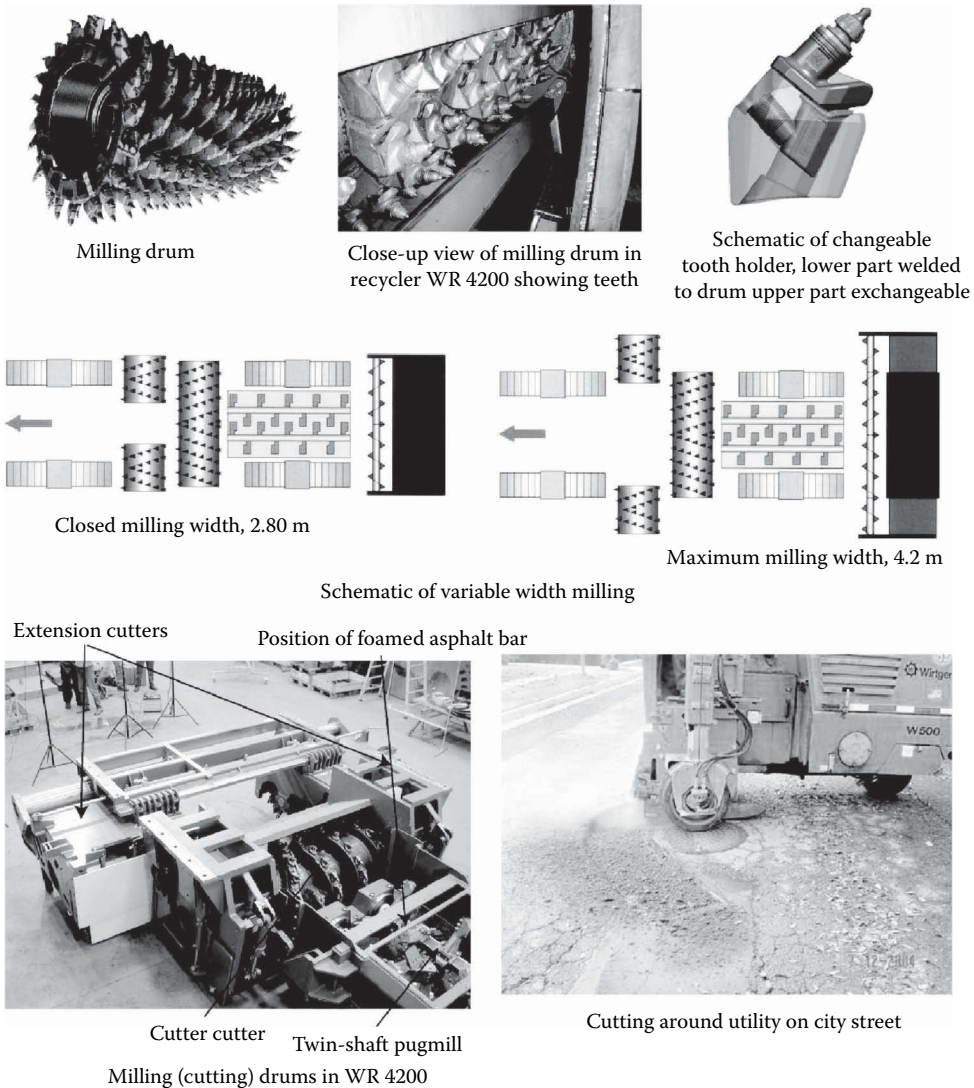 Milling drum
Close-up view of milling drum in
recycler WR 4200 showing teeth
Schematic of changeable
tooth holder, lower part welded
to drum upper part exchangeable
Closed milling width, 2.80 m
Maximum milling width, 4.2 m
Schematic of variable width milling
Extension cutters
Position of foamed asphalt bar
Wirtgen
W500
Cutter cutter
Twin-shaft pugmill
Milling (cutting) drums in WR 4200
Cutting around utility on city street